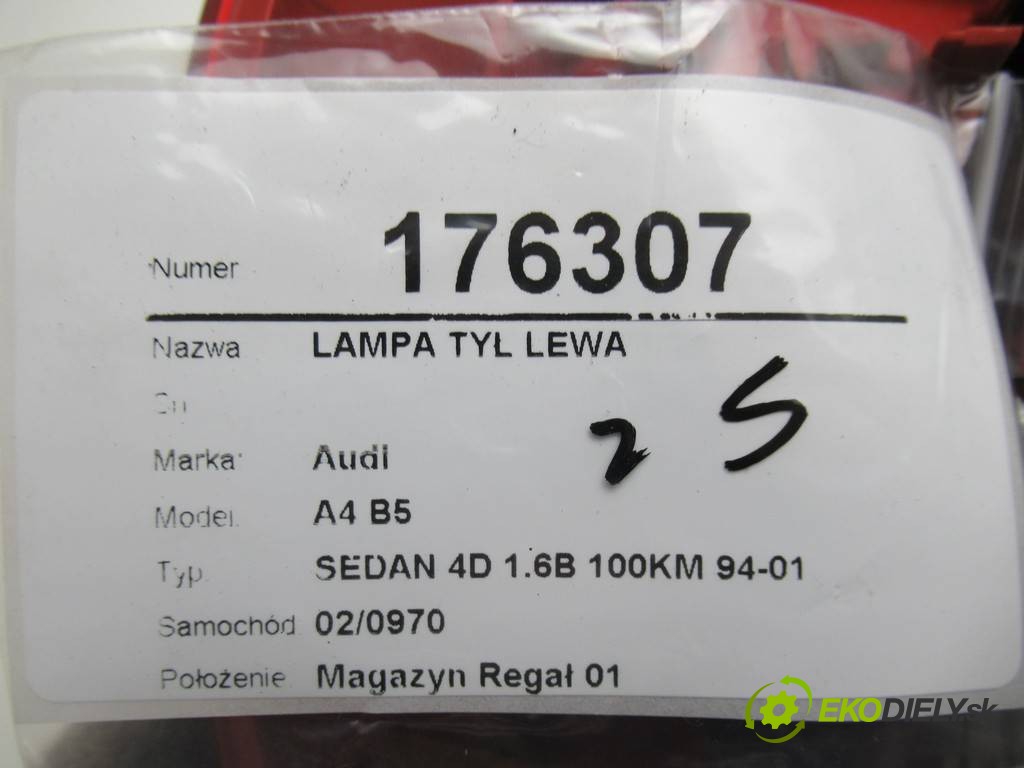 Numer 176307
Nazwa LAMPA TYŁ LEWA
Marka: Audi
2 5
Model. A4 B5
Typ. SEDAN 4D 1.6B 100KM 94-01
Samochód 02/0970
Położenie Magazyn Regał 01
EKODIELY.sk